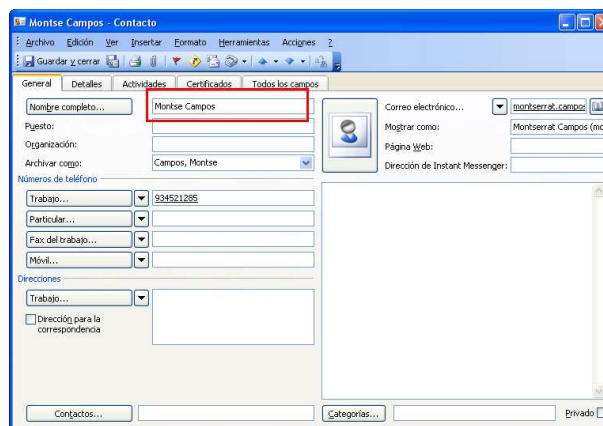 Montse Campos - Contacto
Archivo Edición Ver Insertar Formato Herramientas Acciones ?
Guardar y cerrar
General Detalles Actividades Certificados Todos los campos
Nombre completo... Montse Campos Correo electrónico... montserrat.campos
Puesto: Mostrar como: Montserrat Campos (mo
Organización: Página Web:
Archivar como: Campos, Montse Dirección de Instant Messenger:
Números de teléfono
Trabajo... 934521285
Particular...
Fax del trabajo...
Móvil...
Direcciones
Trabajo...
Dirección para la
correspondencia
Contactos... Categorías... Privado